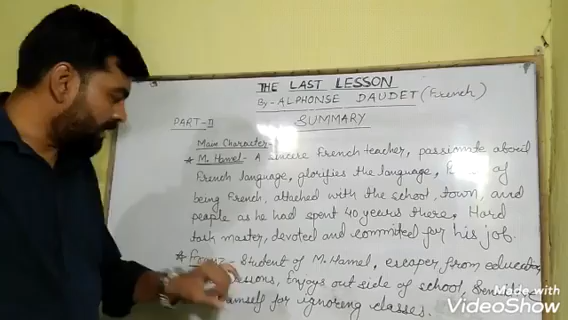 THE LAST LESSON
By - ALPHONSE DAUDET (French)
PART-II SUMMARY
Main Character
* M. Hamel - A sincere French teacher, passionate about
French language, glorifies the language, of
being French, attached with the school, town, and
people as he had spent 40 years there. Hard
task master, devoted and committed for his job.
* Franz - Student of M. Hamel, escaper from education
lessons, Enjoys out side of school,
himself for ignoring classes.
Made with
VideoShow